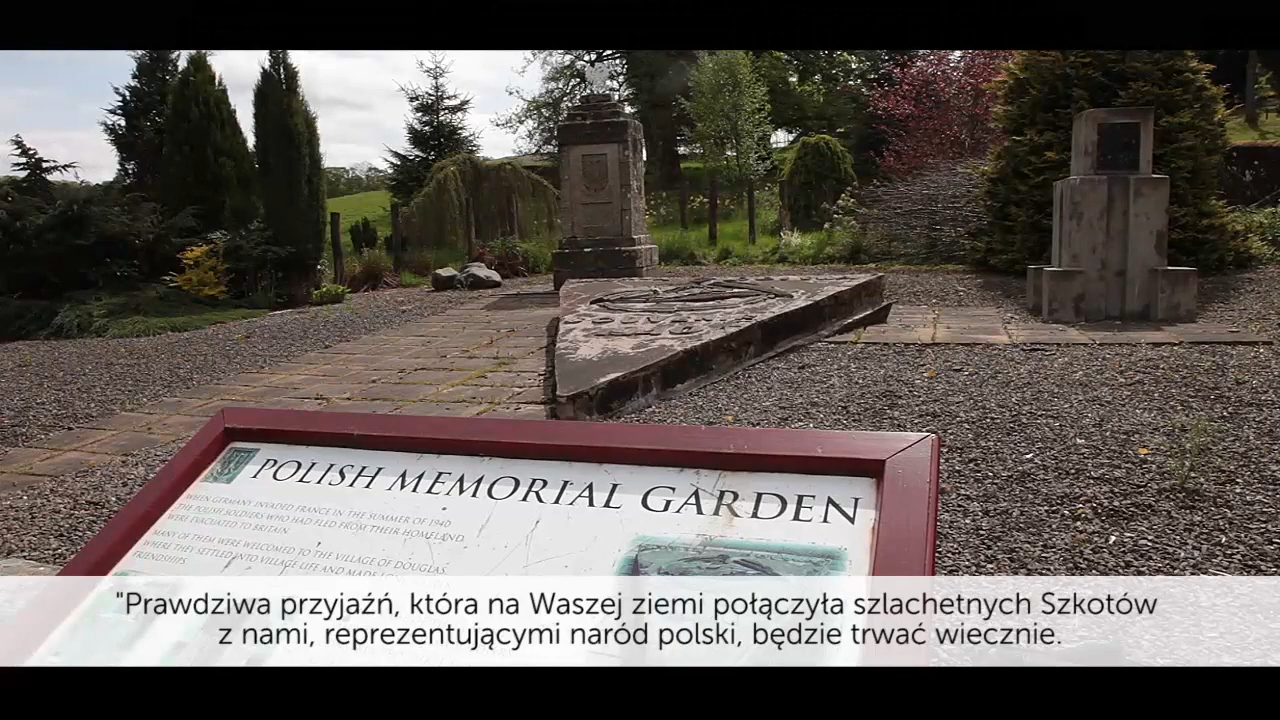 POLISH MEMORIAL GARDEN
WHEN GERMANY INVADED FRANCE IN THE SUMMER OF 1940
THE POLISH SOLDIERS WHO HAD FLED FROM THEIR HOMELAND
WERE EVACUATED TO BRITAIN.
MANY OF THEM WERE WELCOMED TO THE VILLAGE OF DOUGLAS,
WHERE THEY SETTLED INTO VILLAGE LIFE AND MADE
FRIENDSHIPS.
"Prawdziwa przyjaźń, która na Waszej ziemi połączyła szlachetnych Szkotów
z nami, reprezentującymi naród polski, będzie trwać wiecznie.